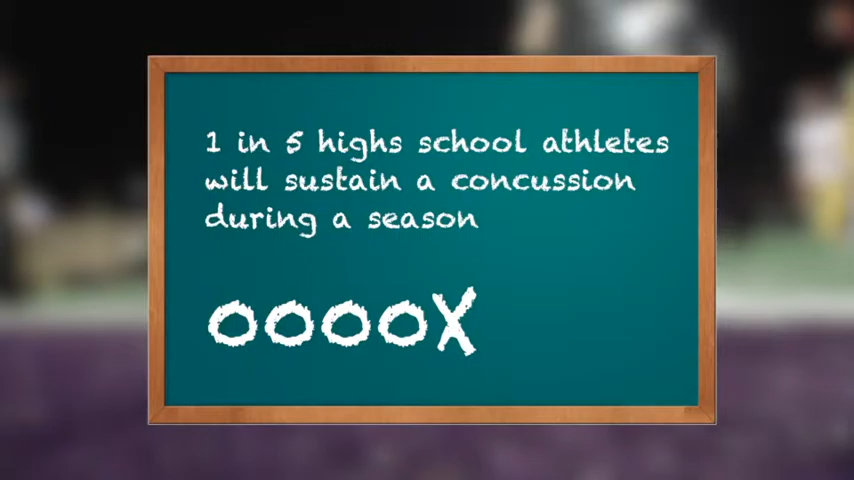 1 in 5 highs school athletes
will sustain a concussion
during a season
OOOOX